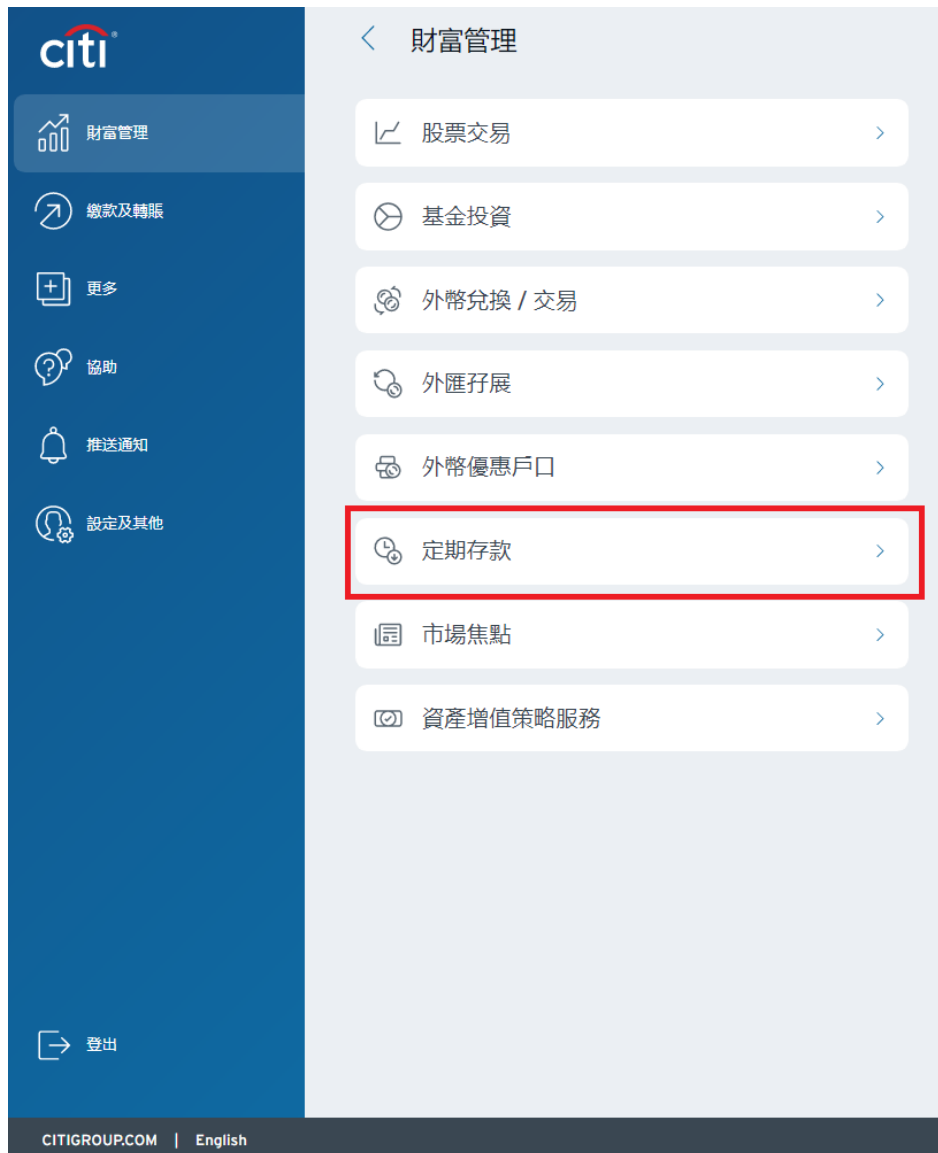 citi
財富管理
繳款及轉賬
更多
協助
推送通知
設定及其他
登出
財富管理
股票交易
基金投資
外幣兌換 / 交易
外匯孖展
外幣優惠戶口
定期存款
市場焦點
資產增值策略服務
CITIGROUP.COM | English